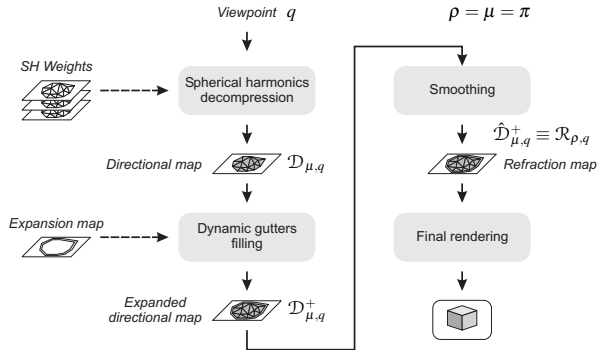 Viewpoint q
ρ = μ = π
SH Weights
Spherical harmonics
decompression
Smoothing
𝒟̂⁺μ,q ≡ ℛρ,q
Directional map
𝒟μ,q
Refraction map
Expansion map
Dynamic gutters
filling
Final rendering
Expanded
directional map
𝒟⁺μ,q